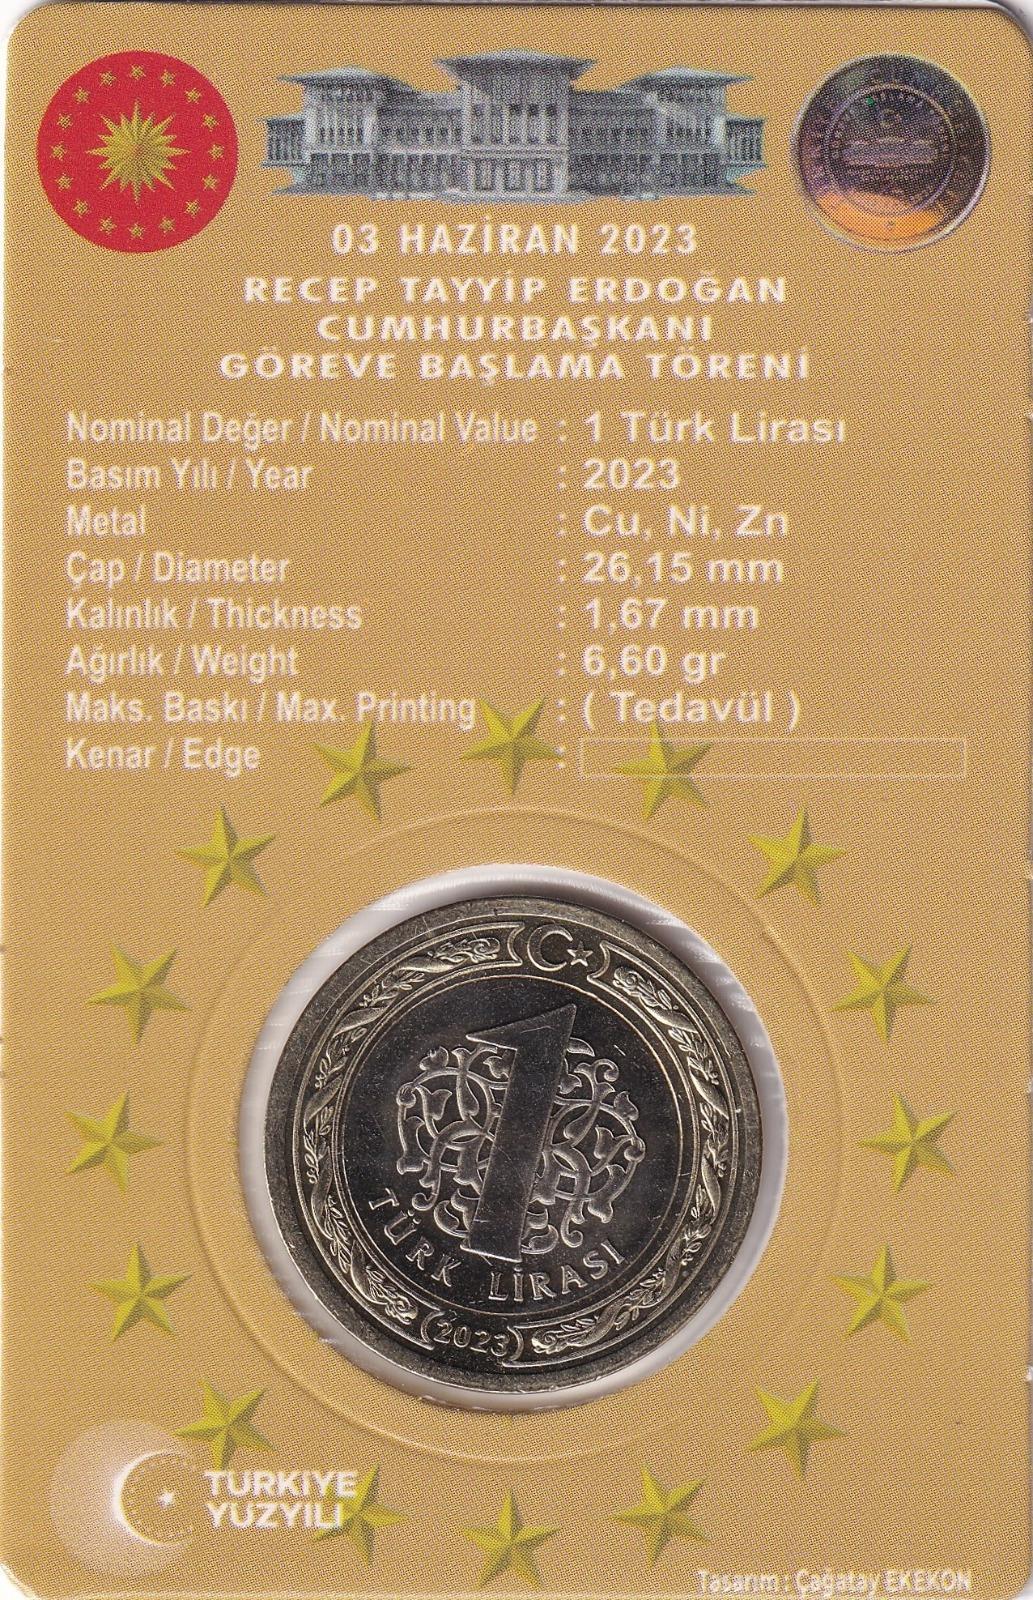 03 HAZİRAN 2023
RECEP TAYYİP ERDOĞAN
CUMHURBAŞKANI
GÖREVE BAŞLAMA TÖRENİ
Nominal Değer / Nominal Value : 1 Türk Lirası
Basım Yılı / Year : 2023
Metal : Cu, Ni, Zn
Çap / Diameter : 26,15 mm
Kalınlık / Thickness : 1,67 mm
Ağırlık / Weight : 6,60 gr
Maks. Baskı / Max. Printing : ( Tedavül )
Kenar / Edge :
1
TÜRK LİRASI
2023
TÜRKİYE
YÜZYILI
Tasarım : Çağatay EKEKON